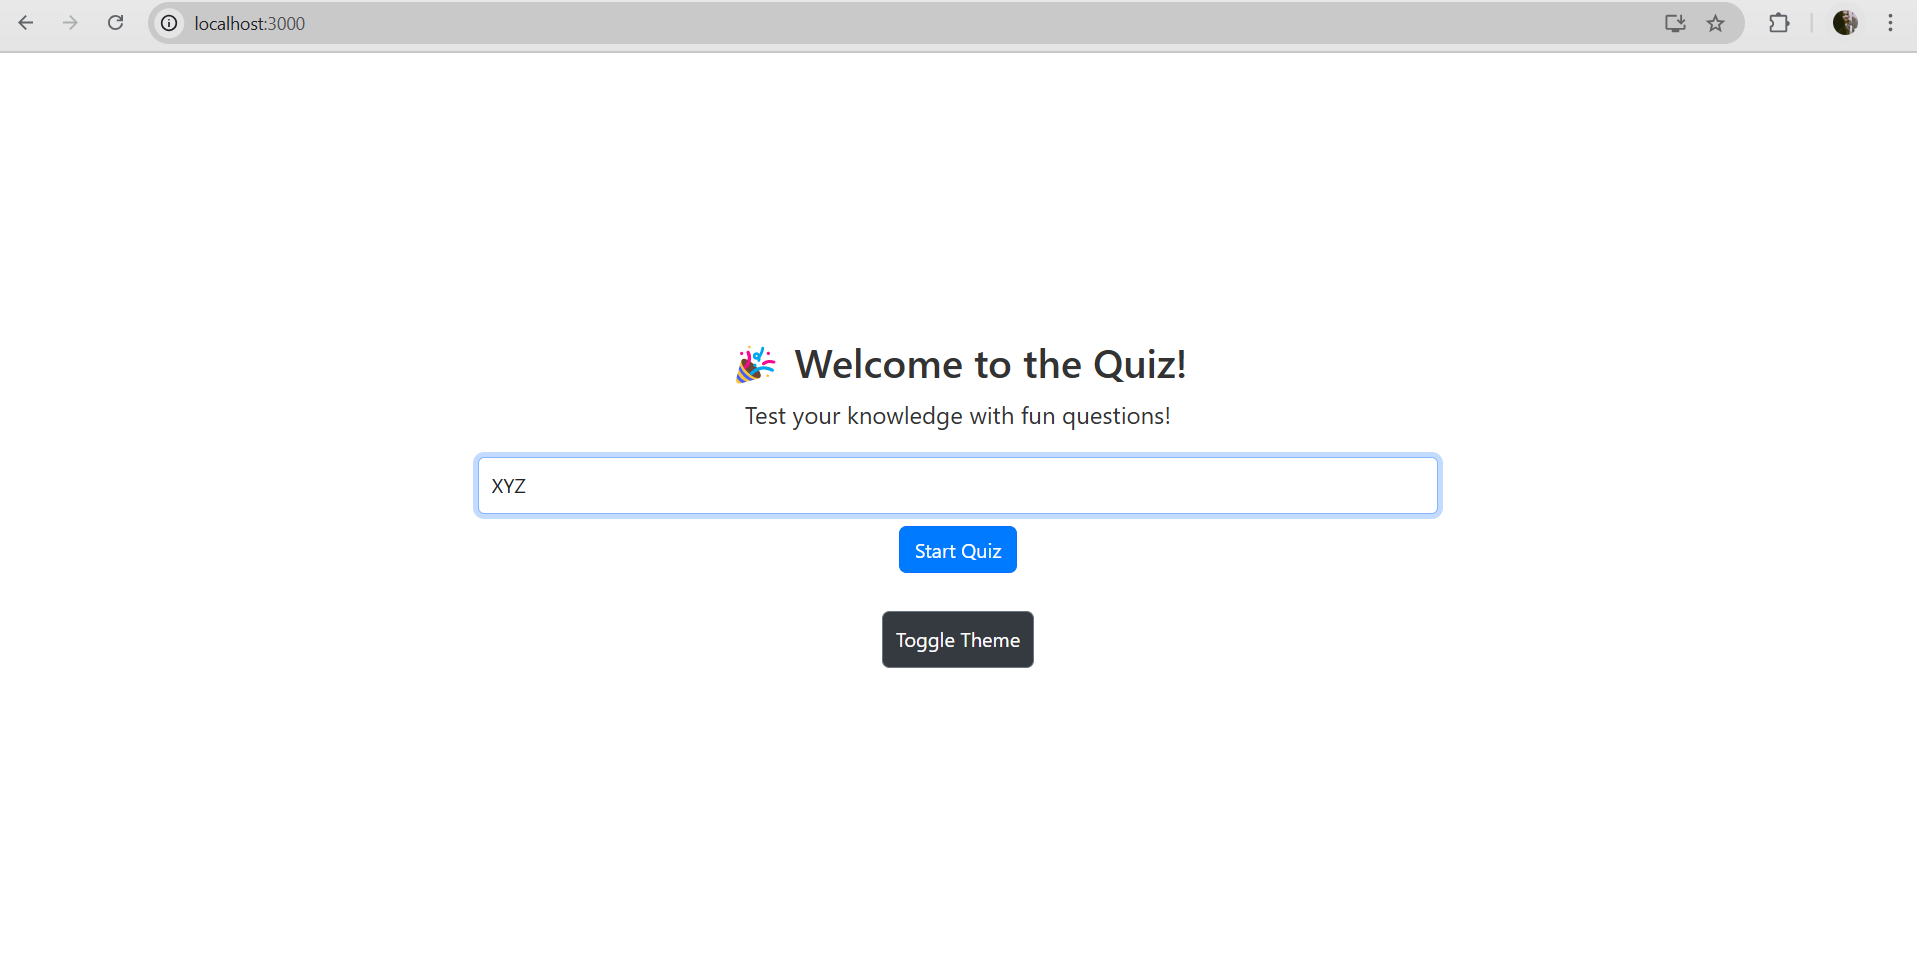 localhost:3000
🎉 Welcome to the Quiz!
Test your knowledge with fun questions!
XYZ
Start Quiz
Toggle Theme